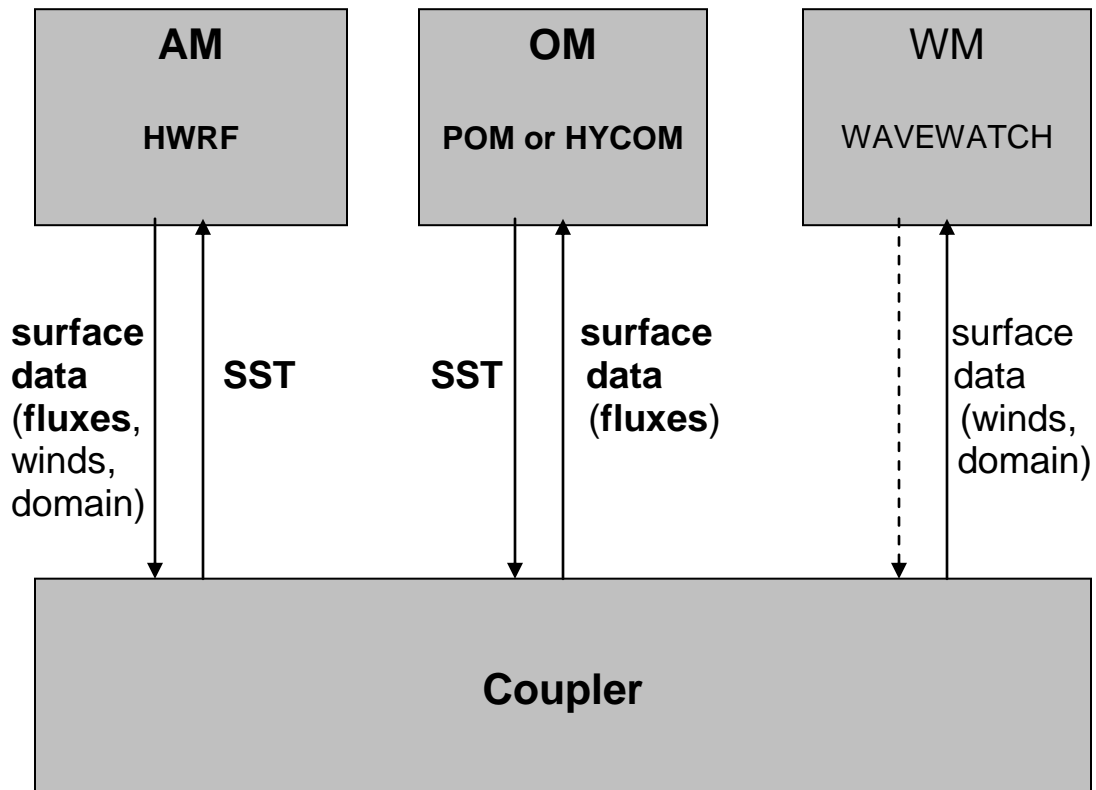 AM
HWRF
OM
POM or HYCOM
WM
WAVEWATCH
surface
data
(fluxes,
winds,
domain)
SST
SST
surface
data
(fluxes)
surface
data
(winds,
domain)
Coupler